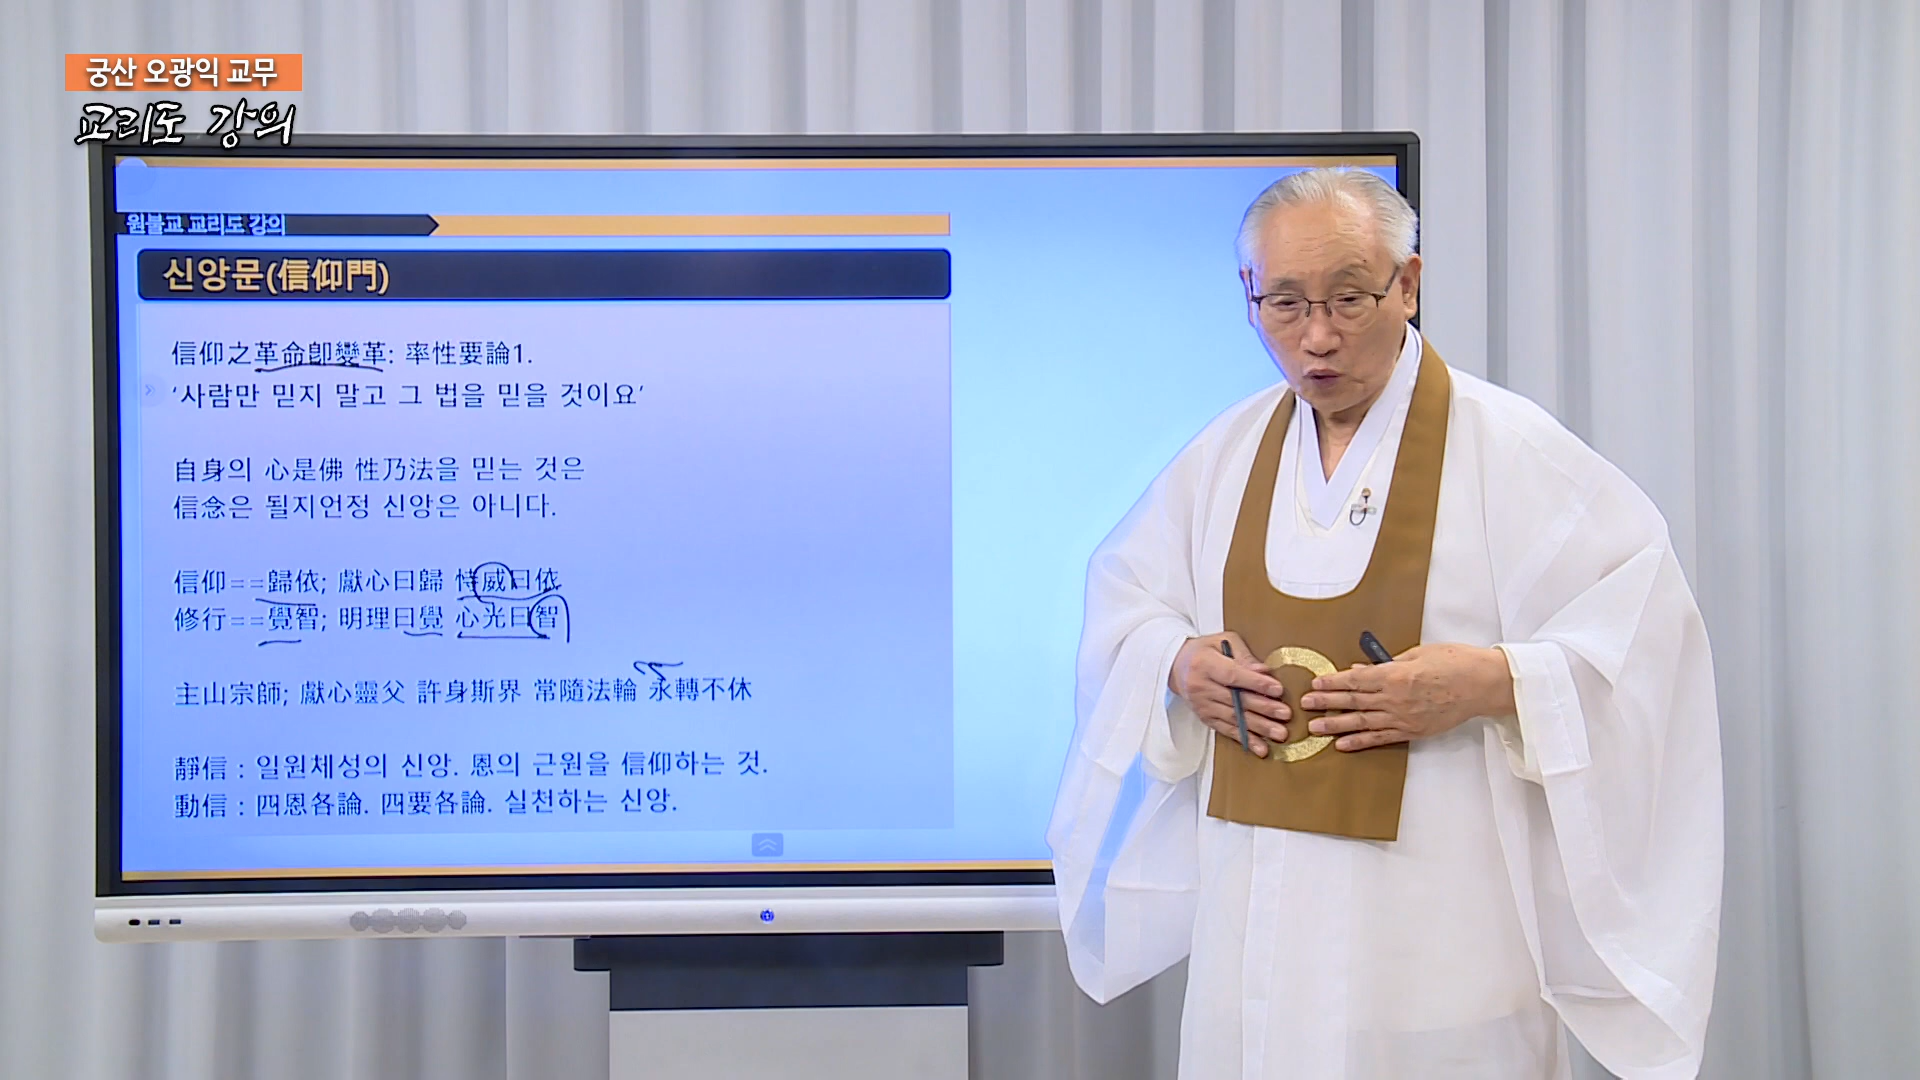 궁산 오광익 교무
교리도 강의
원불교 교리도 강의
신앙문(信仰門)
信仰之革命卽變革: 率性要論1.
‘사람만 믿지 말고 그 법을 믿을 것이요’
自身의 心是佛 性乃法을 믿는 것은
信念은 될지언정 신앙은 아니다.
信仰==歸依; 獻心曰歸 恃威曰依
修行==覺智; 明理曰覺 心光曰智
主山宗師; 獻心靈父 許身斯界 常隨法輪 永轉不休
靜信 : 일원체성의 신앙. 恩의 근원을 信仰하는 것.
動信 : 四恩各論. 四要各論. 실천하는 신앙.